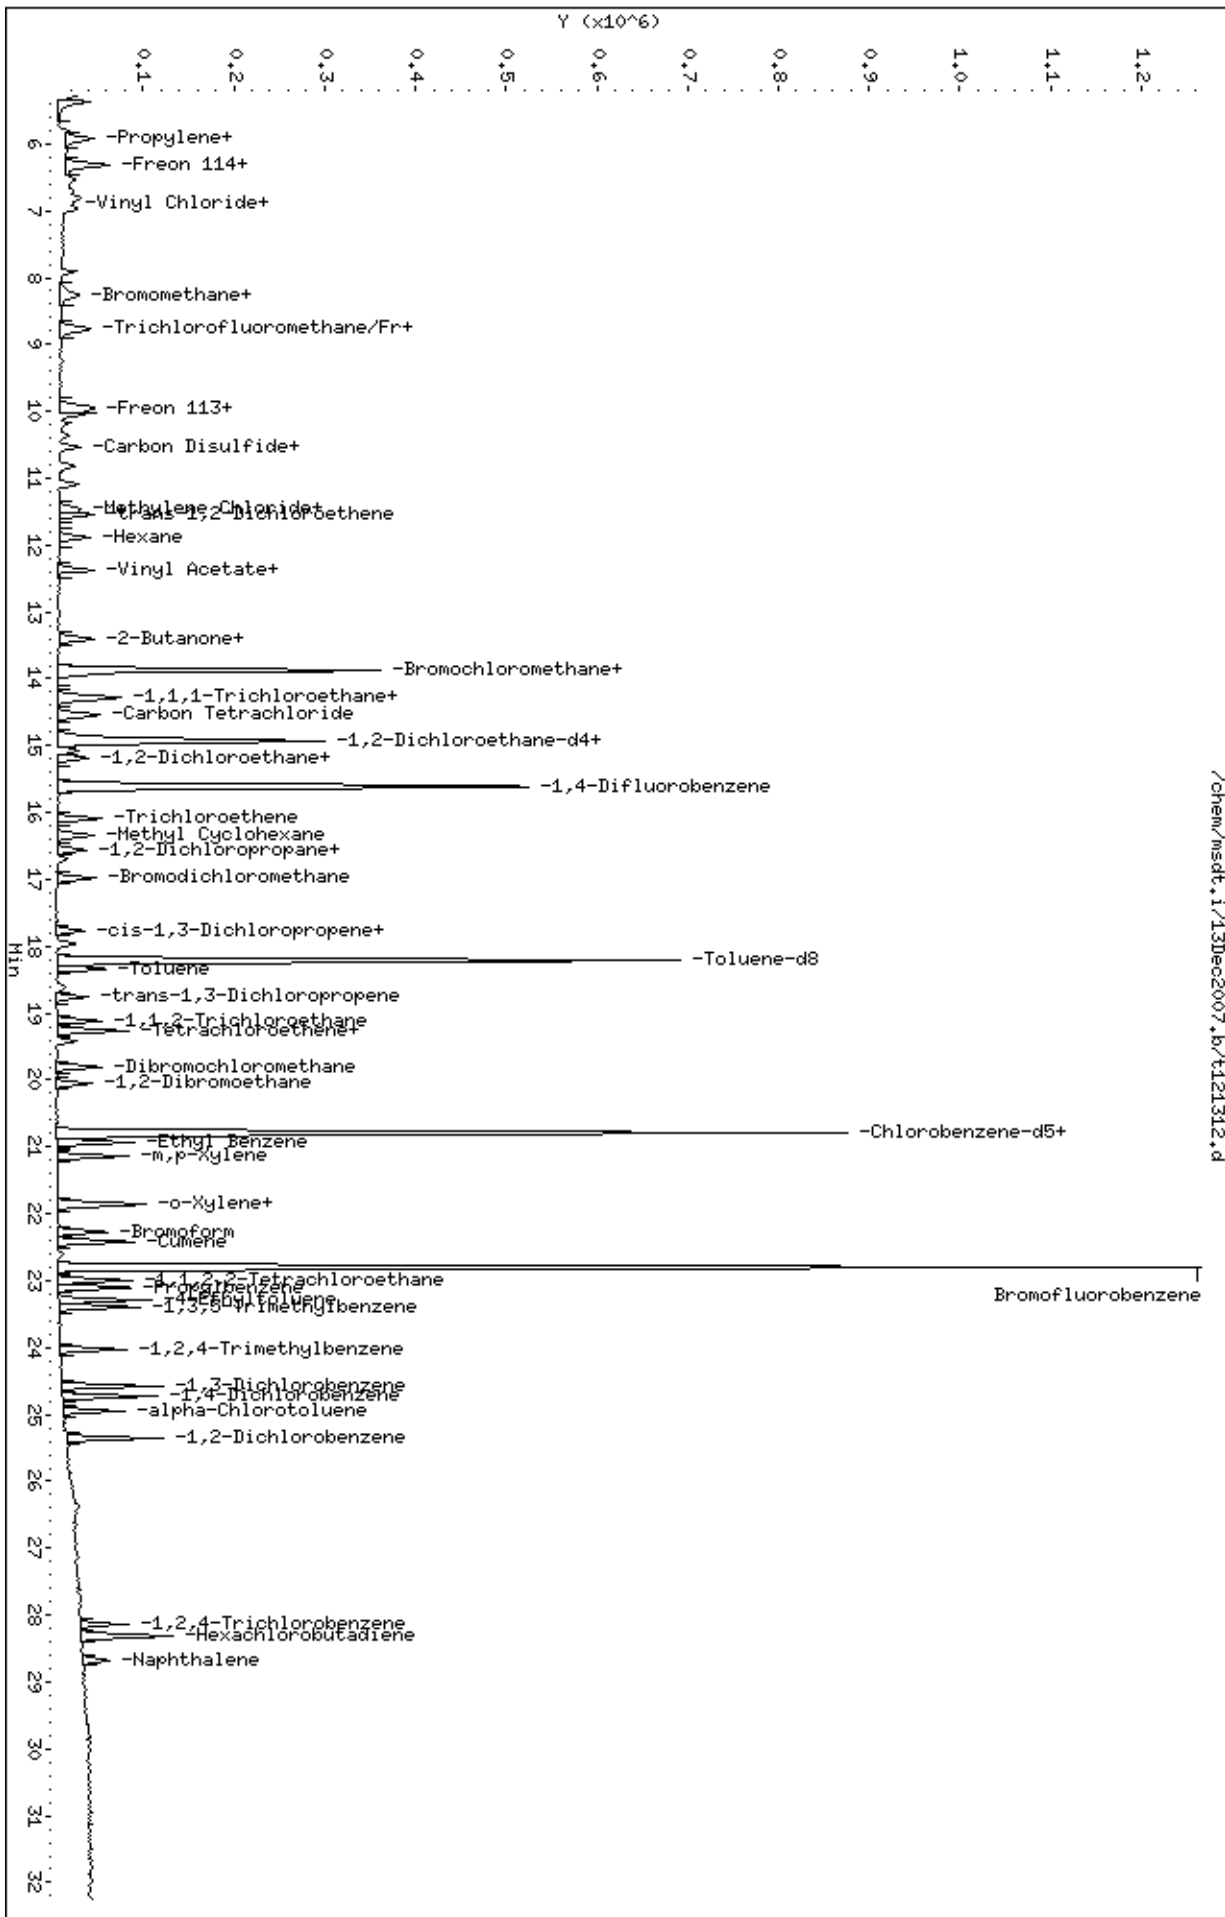 Y (x10^6)
0.1
0.2
0.3
0.4
0.5
0.6
0.7
0.8
0.9
1.0
1.1
1.2
6
-Propylene+
-Freon 114+
-Vinyl Chloride+
7
8
-Bromomethane+
-Trichlorofluoromethane/Fr+
9
10
-Freon 113+
-Carbon Disulfide+
11
-Methylene Chloride+
-trans-1,2-Dichloroethene
-Hexane
12
-Vinyl Acetate+
13
-2-Butanone+
-Bromochloromethane+
14
-1,1,1-Trichloroethane+
-Carbon Tetrachloride
-1,2-Dichloroethane-d4+
15
-1,2-Dichloroethane+
-1,4-Difluorobenzene
16
-Trichloroethene
-Methyl Cyclohexane
-1,2-Dichloropropane+
17
-Bromodichloromethane
-cis-1,3-Dichloropropene+
18
Min
-Toluene-d8
-Toluene
-trans-1,3-Dichloropropene
19
-1,1,2-Trichloroethane
-Tetrachloroethene+
-Dibromochloromethane
20
-1,2-Dibromoethane
-Chlorobenzene-d5+
21
-Ethyl Benzene
-m,p-Xylene
-o-Xylene+
22
-Bromoform
-Cumene
Bromofluorobenzene
23
-1,1,2,2-Tetrachloroethane
-Propylbenzene
-4-Ethyltoluene
-1,3,5-Trimethylbenzene
24
-1,2,4-Trimethylbenzene
-1,3-Dichlorobenzene
-1,4-Dichlorobenzene
-alpha-Chlorotoluene
25
-1,2-Dichlorobenzene
26
27
28
-1,2,4-Trichlorobenzene
-Hexachlorobutadiene
-Naphthalene
29
30
31
32
/chem/msdt.i/13Dec2007.b/t121312.d